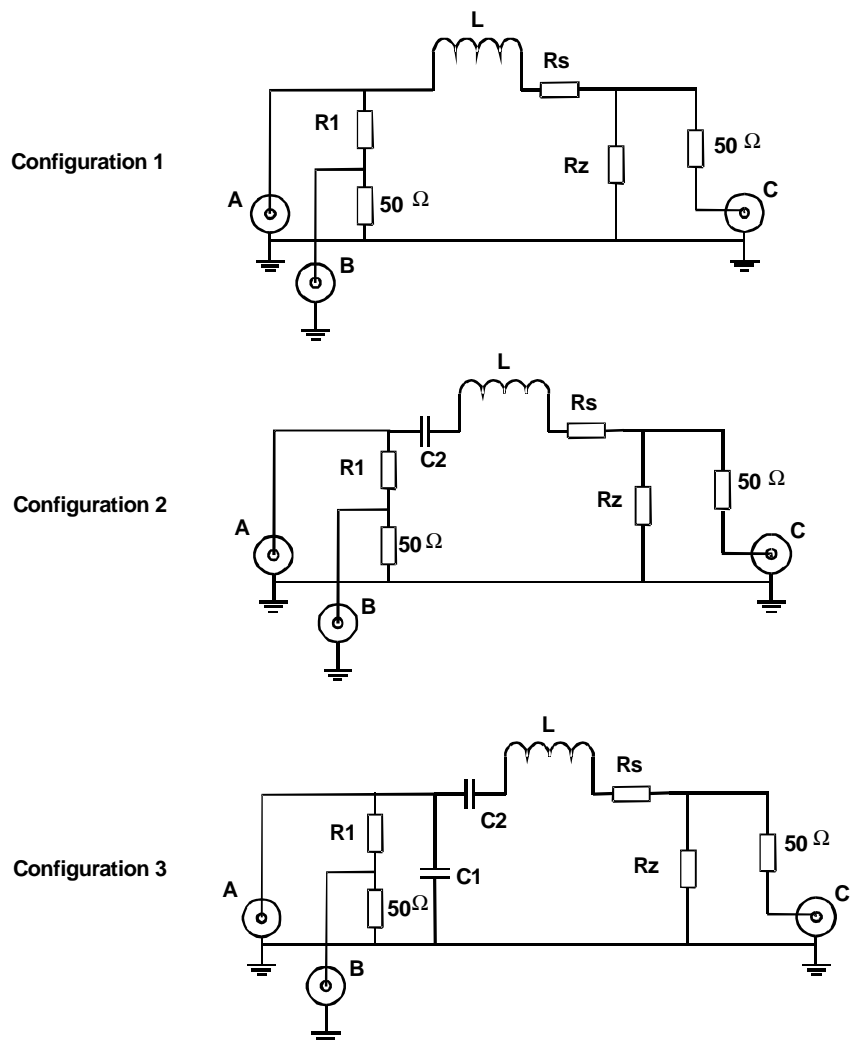 L
Rs
R1
50 Ω
Configuration 1
Rz
C
A
50 Ω
B
L
Rs
C2
R1
50 Ω
Configuration 2
Rz
C
A
50 Ω
B
L
Rs
C2
R1
50 Ω
Configuration 3
Rz
C1
A
C
50Ω
B